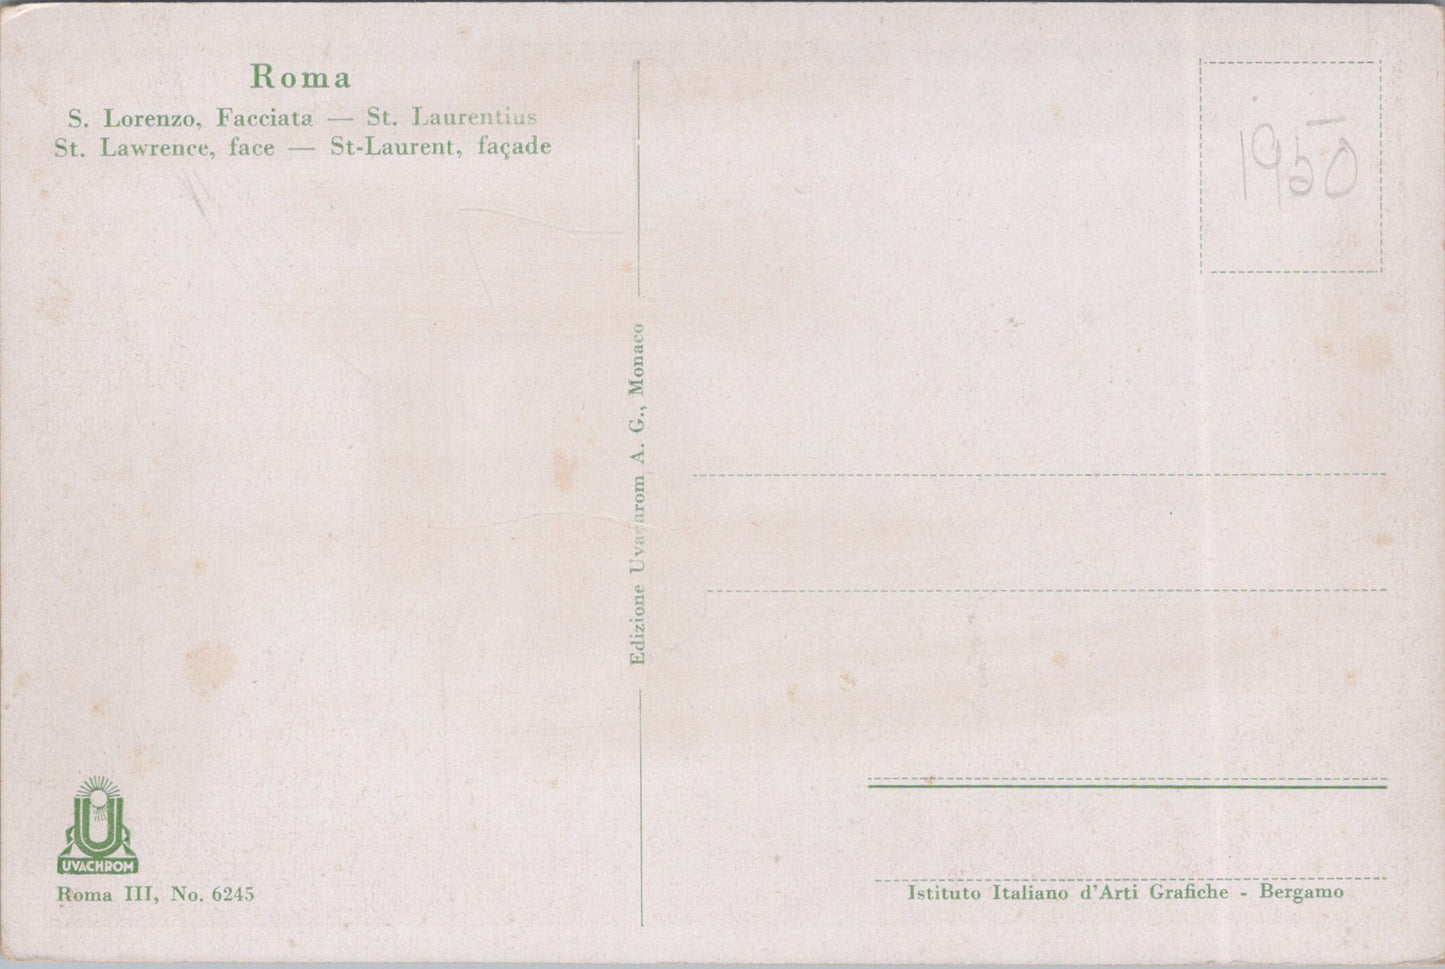 Roma
S. Lorenzo, Facciata — St. Laurentius
St. Lawrence, face — St-Laurent, façade
1950
Edizione Uvachrom A. G., Monaco
UVACHROM
Roma III, No. 6245
Istituto Italiano d'Arti Grafiche - Bergamo